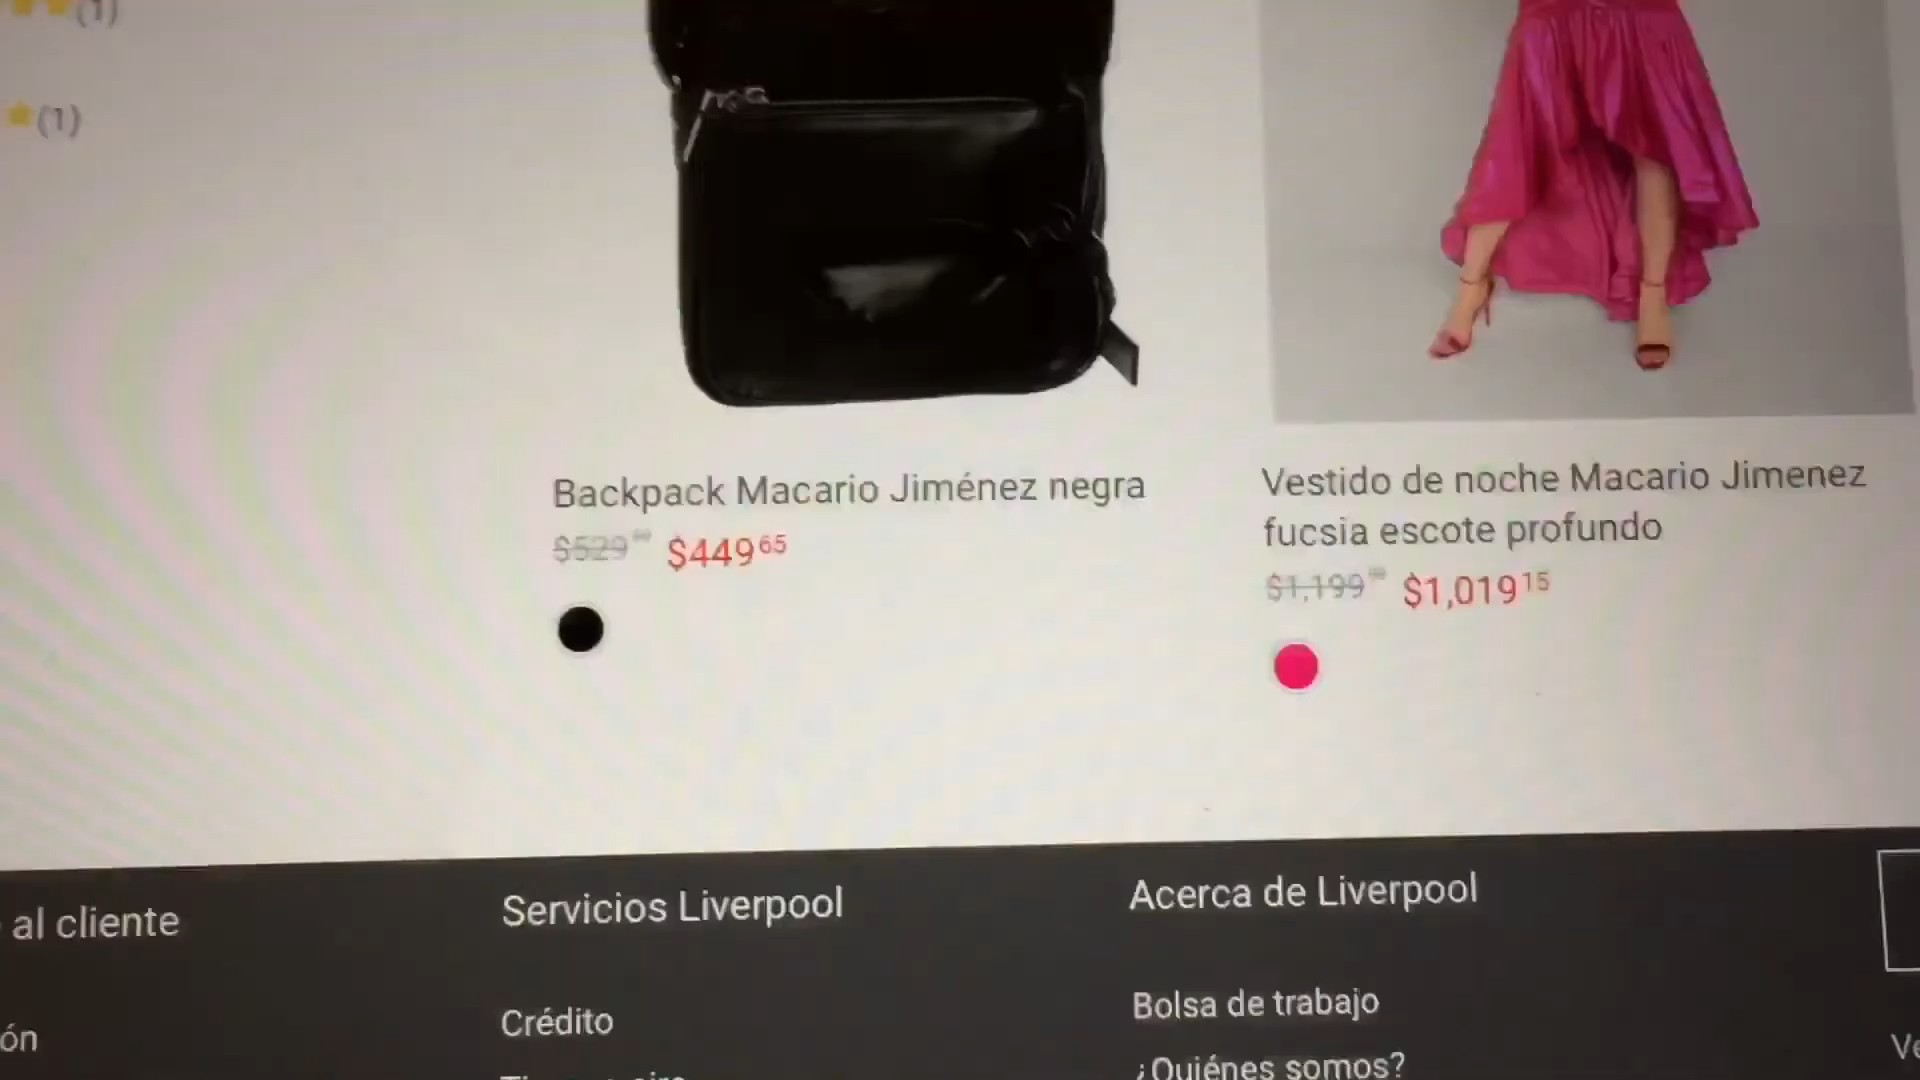 (1)
(1)
Backpack Macario Jiménez negra
$529 $449 65
Vestido de noche Macario Jimenez
fucsia escote profundo
$1,199 $1,019 15
al cliente
Servicios Liverpool
Acerca de Liverpool
Crédito
Bolsa de trabajo
¿Quiénes somos?
ón
Ve